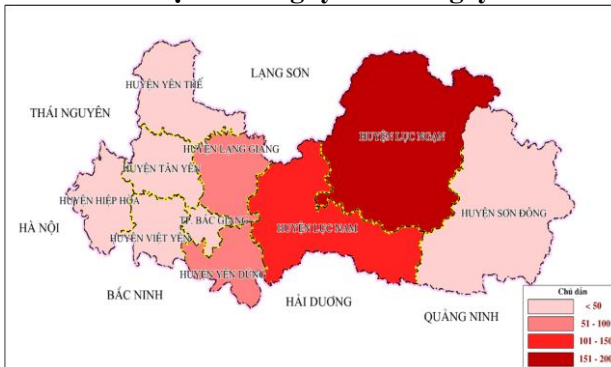 LẠNG SƠN
HUYỆN YÊN THẾ
THÁI NGUYÊN
HUYỆN LỤC NGẠN
HUYỆN LẠNG GIANG
HUYỆN TÂN YÊN
HUYỆN HIỆP HÒA
HUYỆN SƠN ĐỘNG
TP. BẮC GIANG
HÀ NỘI
HUYỆN LỤC NAM
HUYỆN VIỆT YÊN
HUYỆN YÊN DŨNG
BẮC NINH
HẢI DƯƠNG
QUẢNG NINH
Chú dẫn
< 50
51 - 100
101 - 150
151 - 200